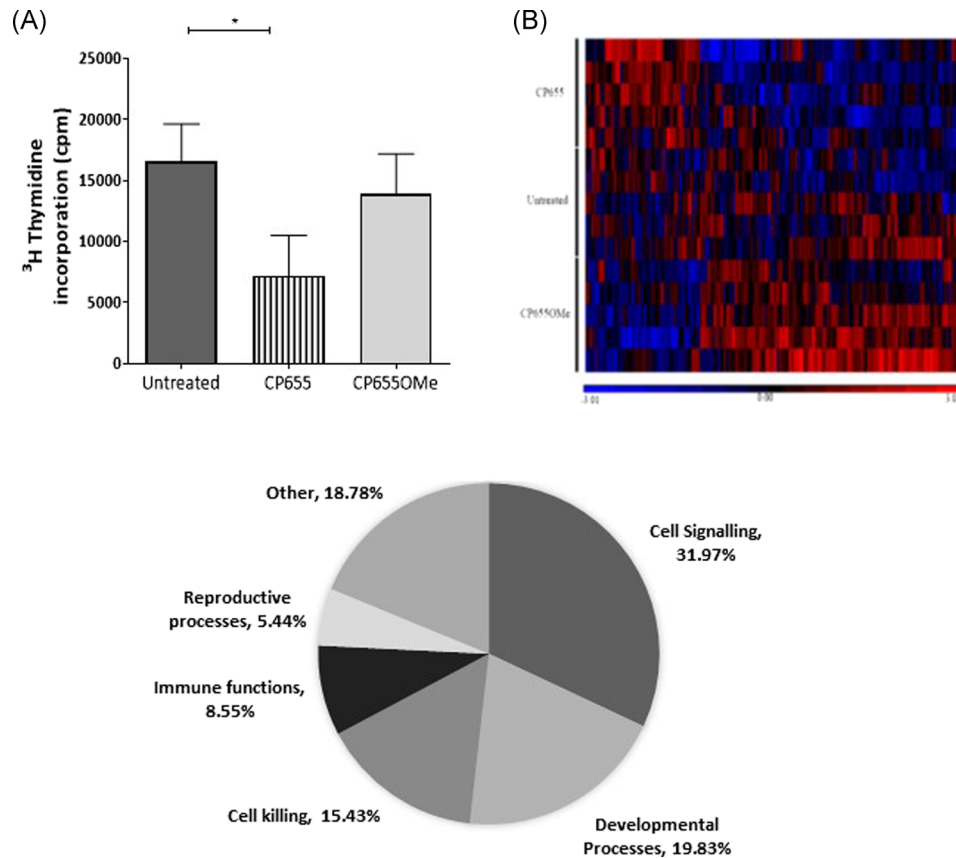 (A)
*
³H Thymidine
incorporation (cpm)
25000
20000
15000
10000
5000
0
Untreated
CP655
CP655OMe
(B)
CP655
Untreated
CP655OMe
-3.00
0.00
Other, 18.78%
Cell Signalling,
31.97%
Reproductive
processes, 5.44%
Immune functions,
8.55%
Cell killing, 15.43%
Developmental
Processes, 19.83%